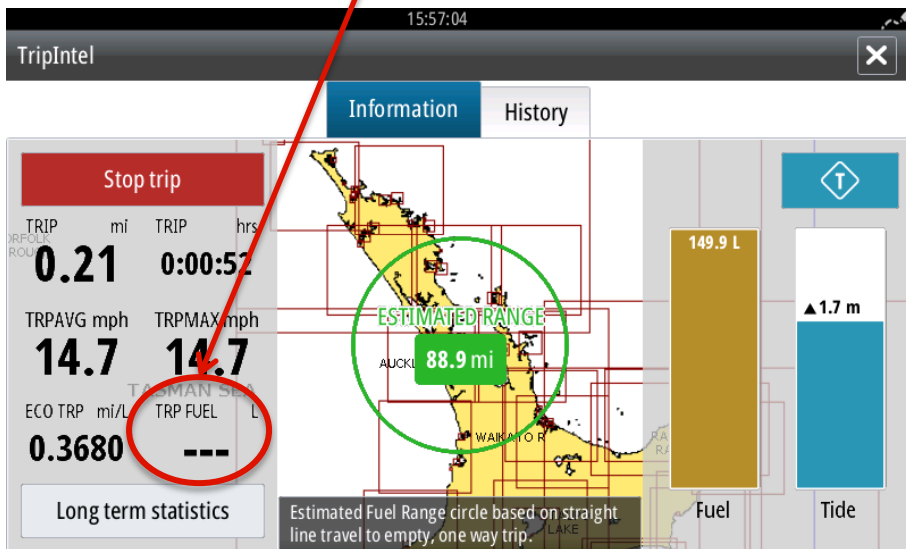 15:57:04
TripIntel
Information
History
Stop trip
TRIP mi TRIP hrs
0.21 0:00:52
TRPAVG mph TRPMAX mph
14.7 14.7
TASMAN SEA
ECO TRP mi/L TRP FUEL L
0.3680 ---
Long term statistics
ESTIMATED RANGE
AUCKL
88.9 mi
WAIKATO R
LAKE
Estimated Fuel Range circle based on straight
line travel to empty, one way trip.
T
149.9 L
▲1.7 m
Fuel
Tide